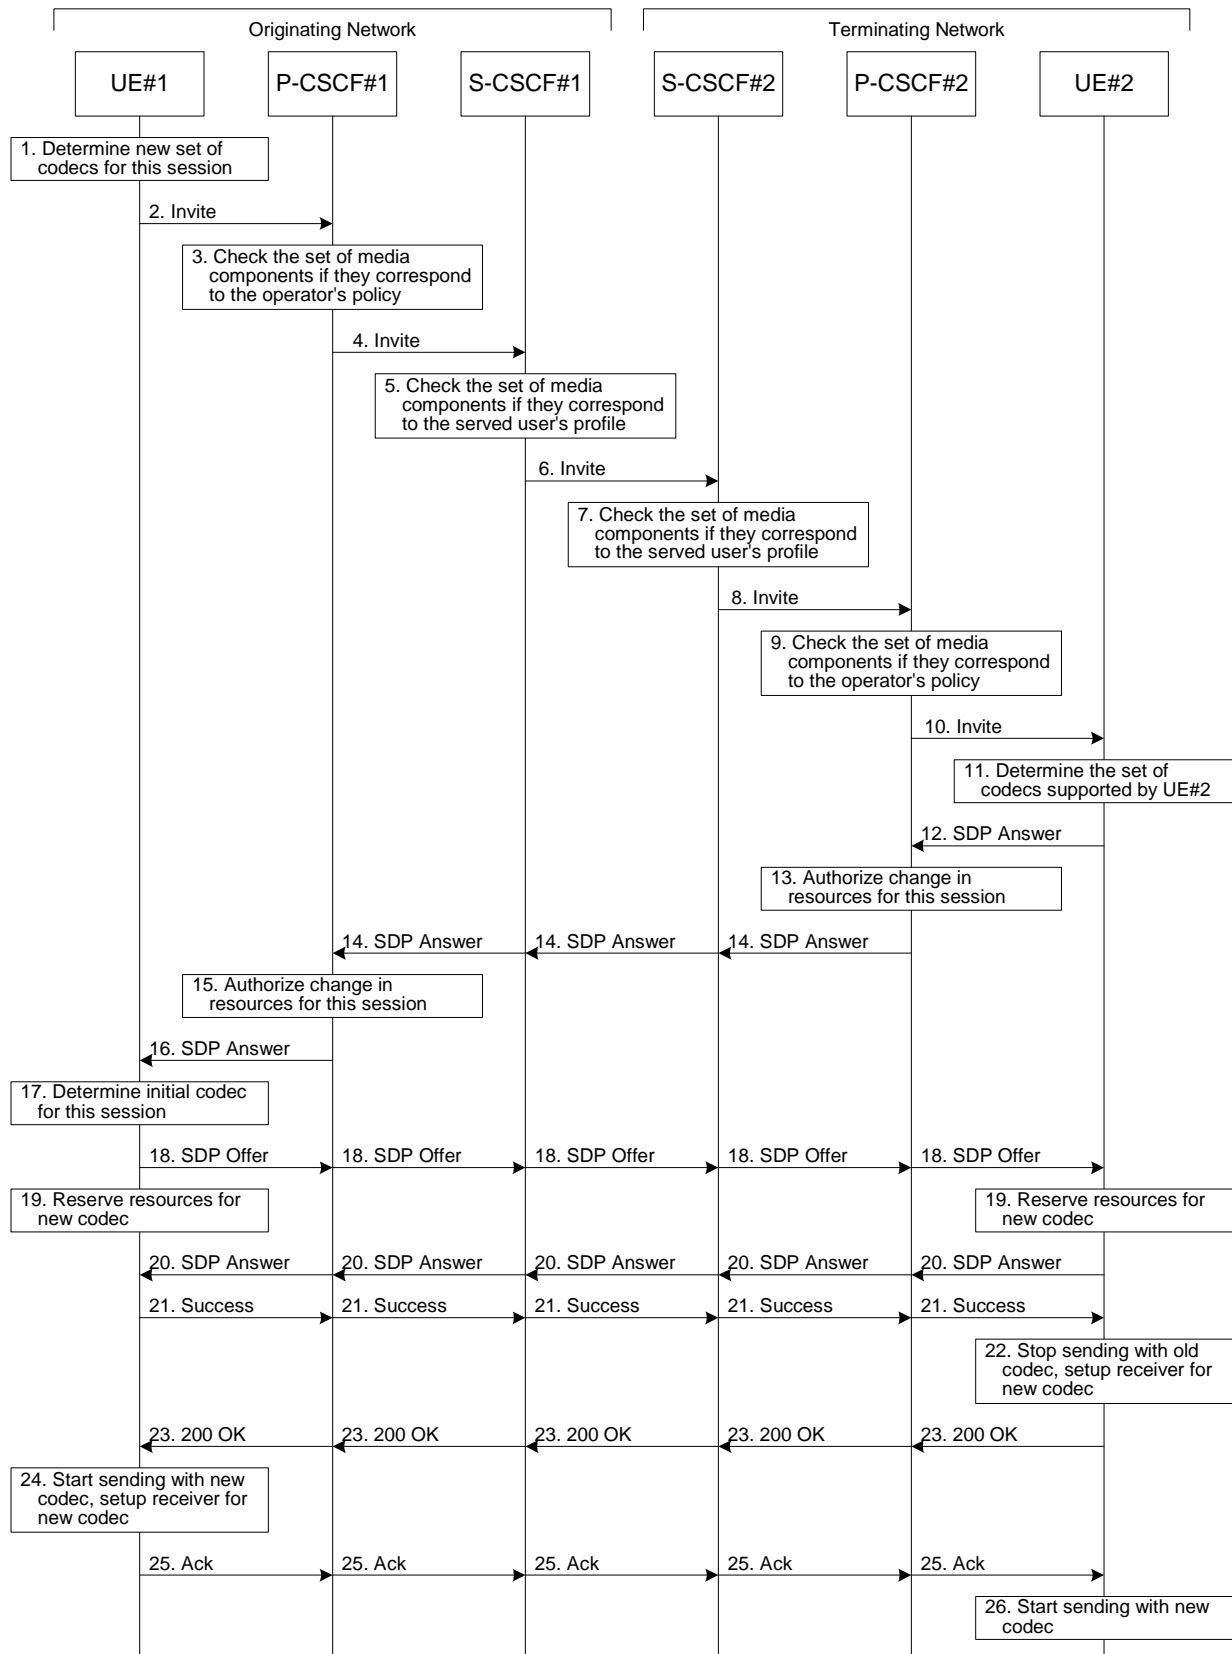 Originating Network
Terminating Network
UE#1
P-CSCF#1
S-CSCF#1
S-CSCF#2
P-CSCF#2
UE#2
1. Determine new set of
codecs for this session
2. Invite
3. Check the set of media
components if they correspond
to the operator's policy
4. Invite
5. Check the set of media
components if they correspond
to the served user's profile
6. Invite
7. Check the set of media
components if they correspond
to the served user's profile
8. Invite
9. Check the set of media
components if they correspond
to the operator's policy
10. Invite
11. Determine the set of
codecs supported by UE#2
12. SDP Answer
13. Authorize change in
resources for this session
14. SDP Answer
14. SDP Answer
14. SDP Answer
15. Authorize change in
resources for this session
16. SDP Answer
17. Determine initial codec
for this session
18. SDP Offer
18. SDP Offer
18. SDP Offer
18. SDP Offer
18. SDP Offer
19. Reserve resources for
new codec
19. Reserve resources for
new codec
20. SDP Answer
20. SDP Answer
20. SDP Answer
20. SDP Answer
20. SDP Answer
21. Success
21. Success
21. Success
21. Success
21. Success
22. Stop sending with old
codec, setup receiver for
new codec
23. 200 OK
23. 200 OK
23. 200 OK
23. 200 OK
23. 200 OK
24. Start sending with new
codec, setup receiver for
new codec
25. Ack
25. Ack
25. Ack
25. Ack
25. Ack
26. Start sending with new
codec